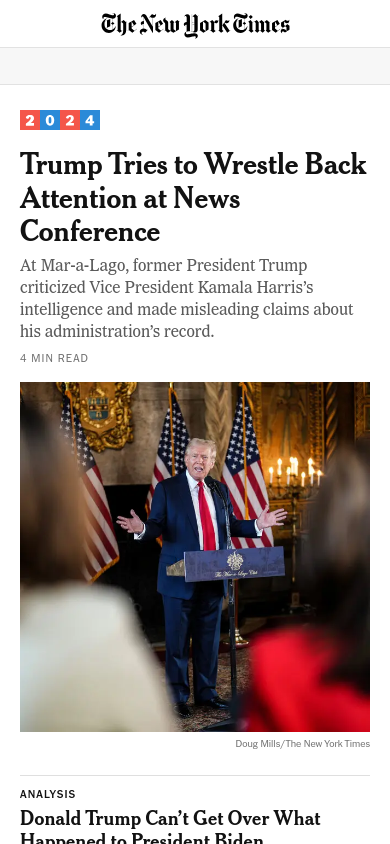 The New York Times
2024
Trump Tries to Wrestle Back
Attention at News
Conference
At Mar-a-Lago, former President Trump
criticized Vice President Kamala Harris’s
intelligence and made misleading claims about
his administration’s record.
4 MIN READ
The Mar-a-Lago Club
Doug Mills/The New York Times
ANALYSIS
Donald Trump Can’t Get Over What
Happened to President Biden